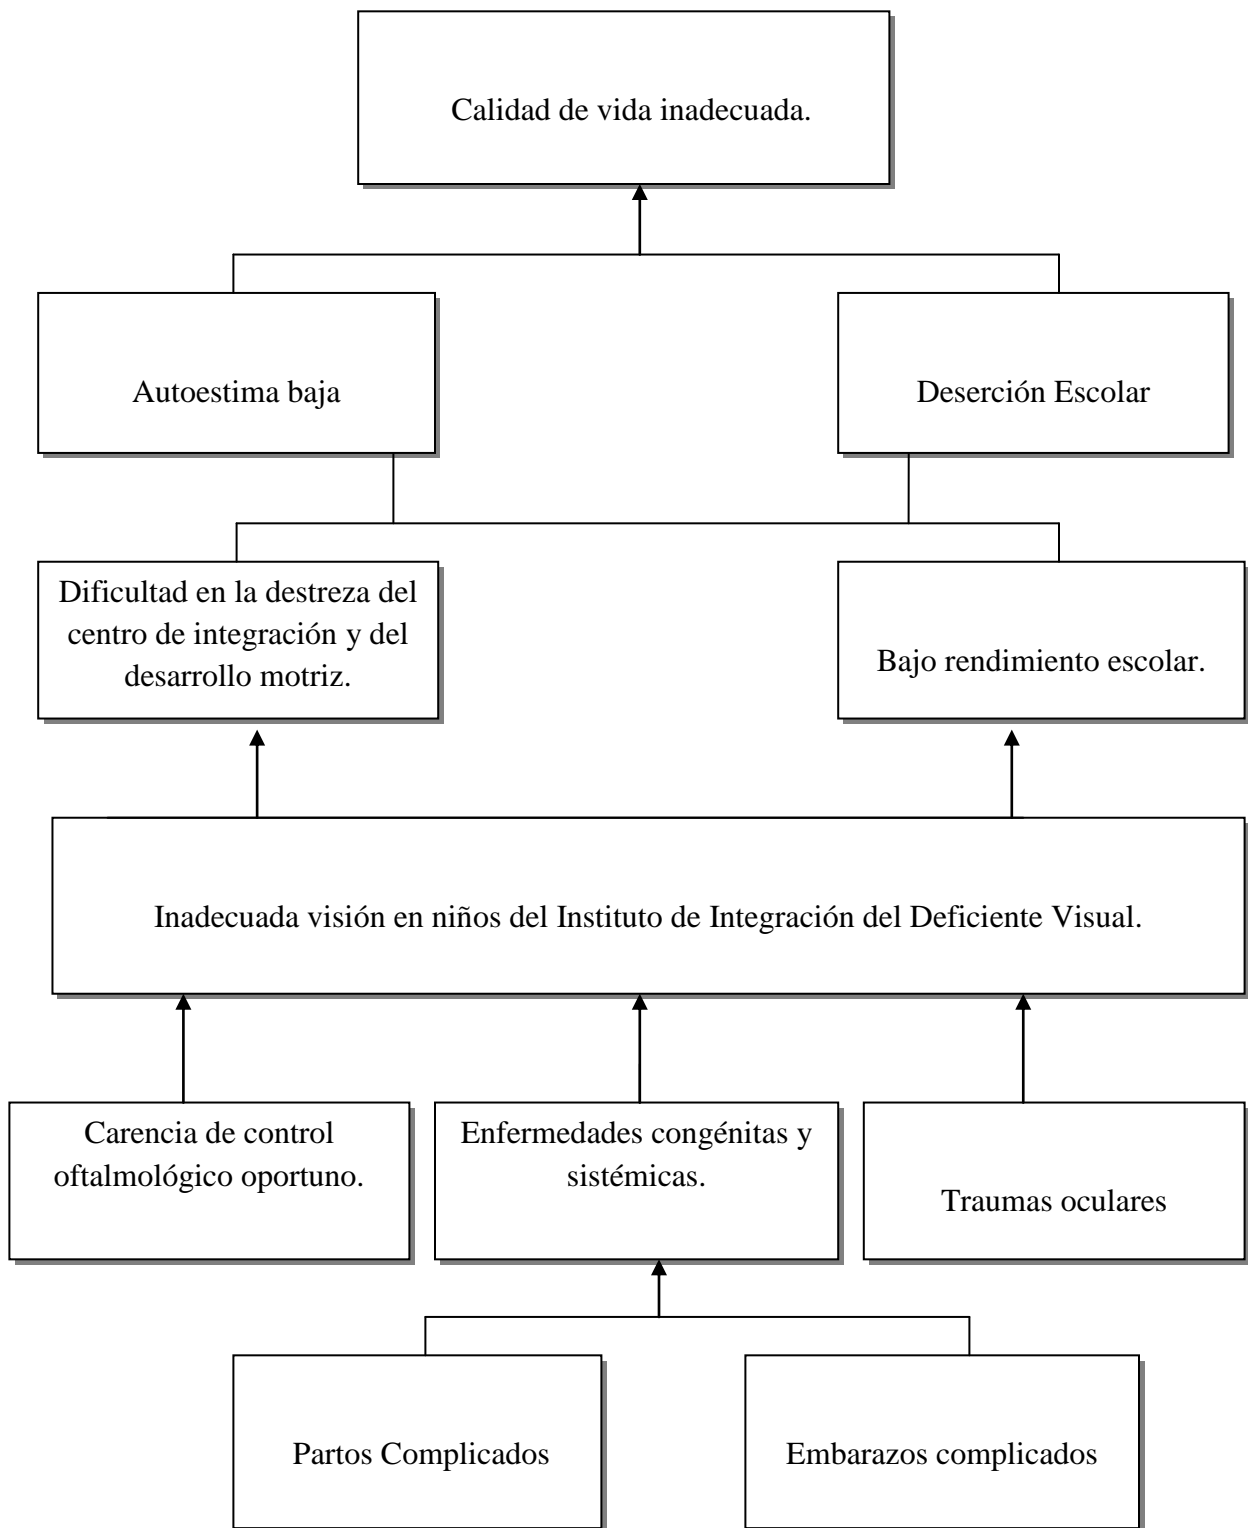 Calidad de vida inadecuada.
Autoestima baja
Deserción Escolar
Dificultad en la destreza del
centro de integración y del
desarrollo motriz.
Bajo rendimiento escolar.
Inadecuada visión en niños del Instituto de Integración del Deficiente Visual.
Carencia de control
oftalmológico oportuno.
Enfermedades congénitas y
sistémicas.
Traumas oculares
Partos Complicados
Embarazos complicados